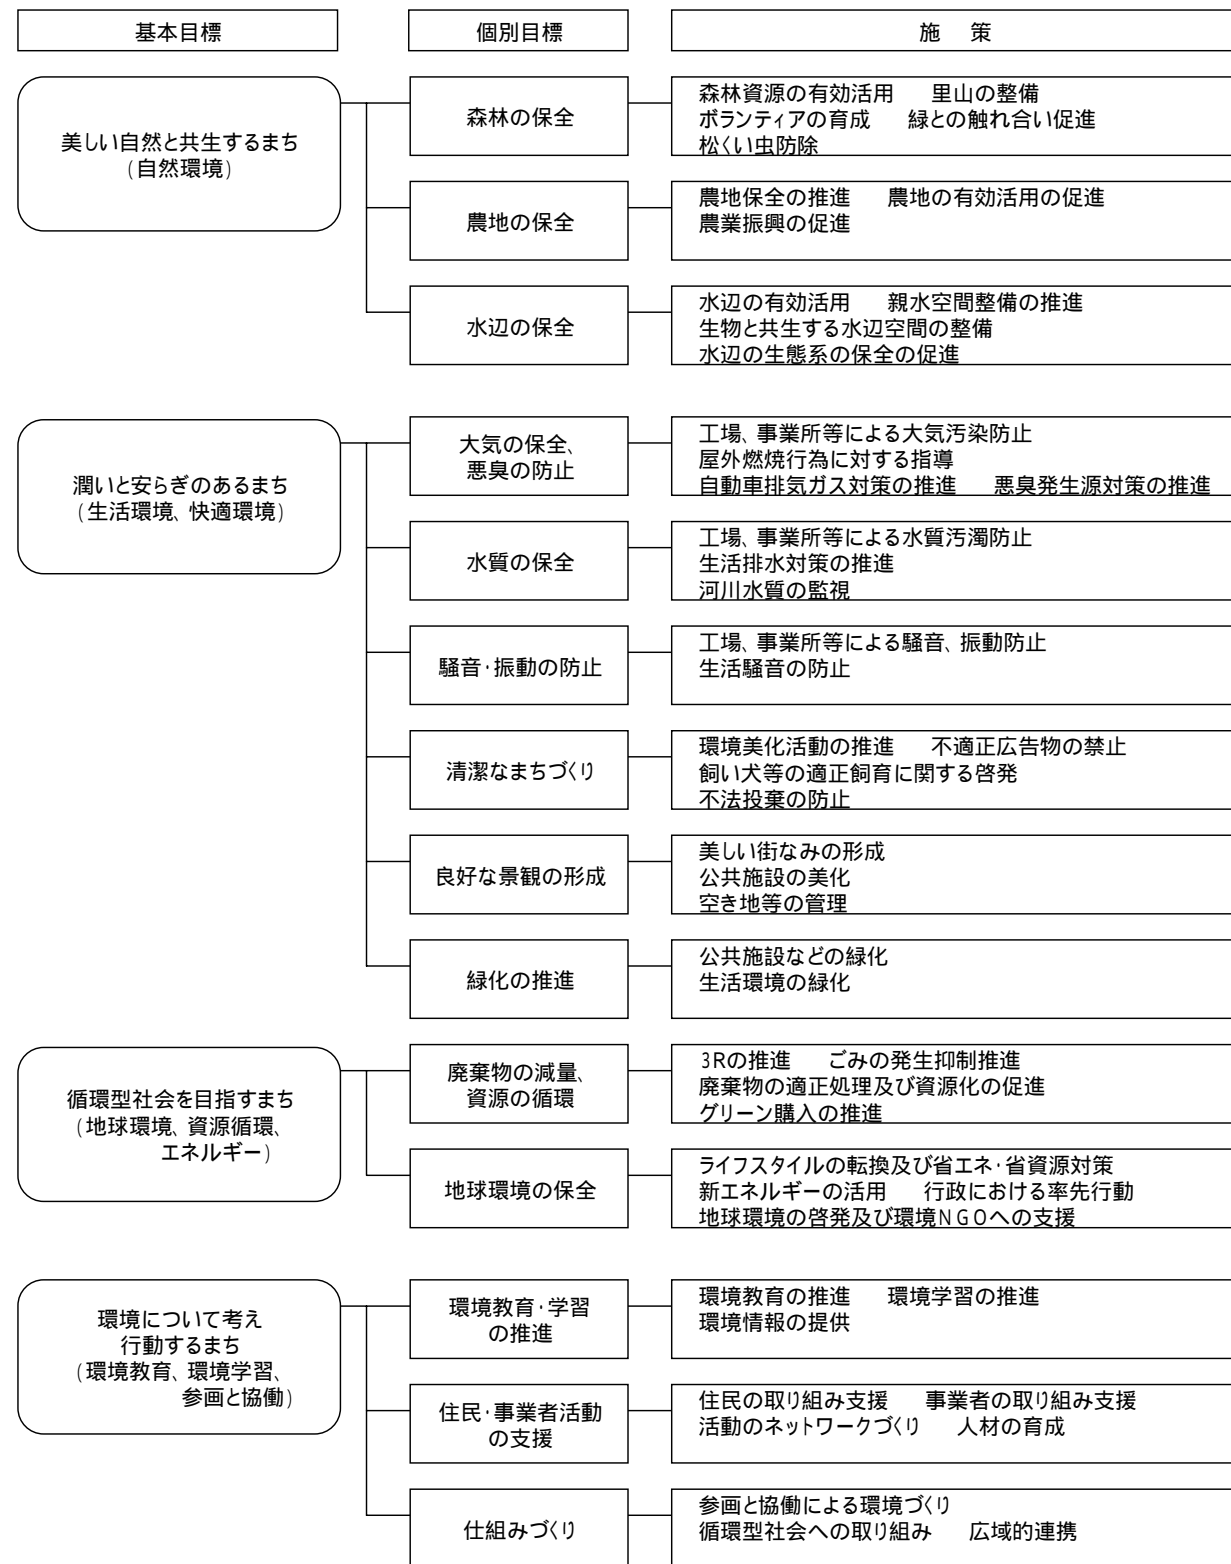 基本目標
個別目標
施 策
美しい自然と共生するまち
(自然環境)
森林の保全
森林資源の有効活用 里山の整備
ボランティアの育成 緑との触れ合い促進
松くい虫防除
農地の保全
農地保全の推進 農地の有効活用の促進
農業振興の促進
水辺の保全
水辺の有効活用 親水空間整備の推進
生物と共生する水辺空間の整備
水辺の生態系の保全の促進
潤いと安らぎのあるまち
(生活環境、快適環境)
大気の保全、
悪臭の防止
工場、事業所等による大気汚染防止
屋外燃焼行為に対する指導
自動車排気ガス対策の推進 悪臭発生源対策の推進
水質の保全
工場、事業所等による水質汚濁防止
生活排水対策の推進
河川水質の監視
騒音・振動の防止
工場、事業所等による騒音、振動防止
生活騒音の防止
清潔なまちづくり
環境美化活動の推進 不適正広告物の禁止
飼い犬等の適正飼育に関する啓発
不法投棄の防止
良好な景観の形成
美しい街なみの形成
公共施設の美化
空き地等の管理
緑化の推進
公共施設などの緑化
生活環境の緑化
循環型社会を目指すまち
(地球環境、資源循環、
エネルギー)
廃棄物の減量、
資源の循環
3Rの推進 ごみの発生抑制推進
廃棄物の適正処理及び資源化の促進
グリーン購入の推進
地球環境の保全
ライフスタイルの転換及び省エネ・省資源対策
新エネルギーの活用 行政における率先行動
地球環境の啓発及び環境NGOへの支援
環境について考え
行動するまち
(環境教育、環境学習、
参画と協働)
環境教育・学習
の推進
環境教育の推進 環境学習の推進
環境情報の提供
住民・事業者活動
の支援
住民の取り組み支援 事業者の取り組み支援
活動のネットワークづくり 人材の育成
仕組みづくり
参画と協働による環境づくり
循環型社会への取り組み 広域的連携